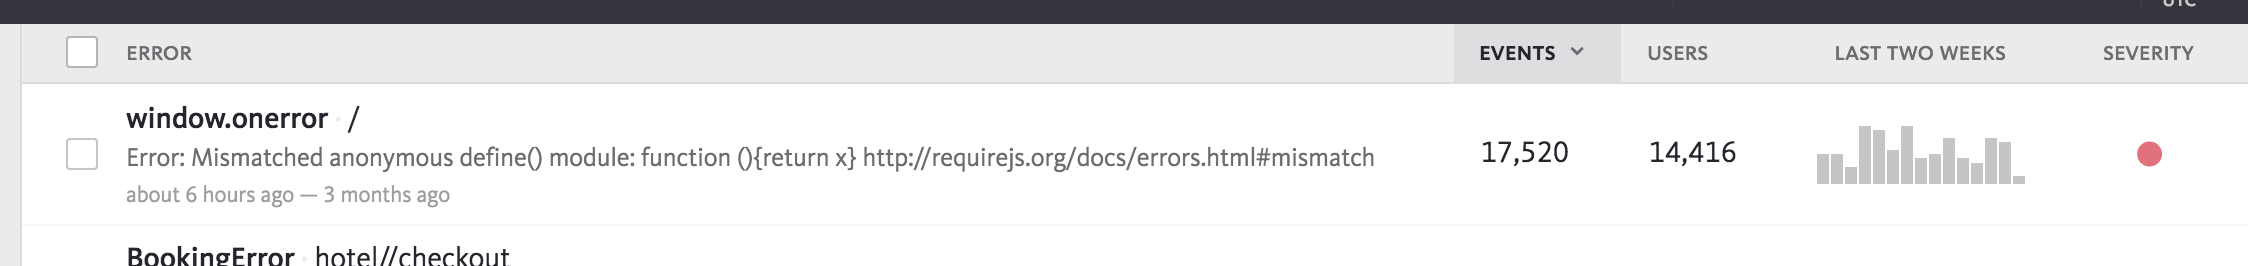 UTC
ERROR EVENTS USERS LAST TWO WEEKS SEVERITY
window.onerror · /
Error: Mismatched anonymous define() module: function (){return x} http://requirejs.org/docs/errors.html#mismatch 17,520 14,416
about 6 hours ago — 3 months ago
BookingError · hotel//checkout